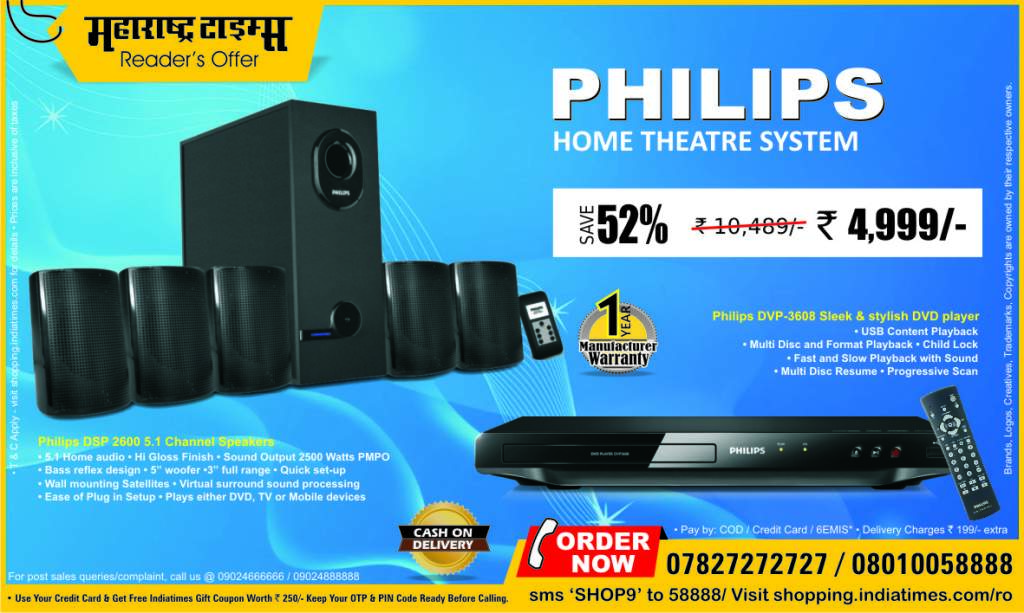 महाराष्ट्र टाइम्स
Reader's Offer
PHILIPS
HOME THEATRE SYSTEM
SAVE 52% ₹ 10,489/- ₹ 4,999/-
PHILIPS
1 YEAR
Manufacturer
Warranty
Philips DVP-3608 Sleek & stylish DVD player
• USB Content Playback
• Multi Disc and Format Playback • Child Lock
• Fast and Slow Playback with Sound
• Multi Disc Resume • Progressive Scan
Philips DSP 2600 5.1 Channel Speakers
• 5.1 Home audio • Hi Gloss Finish • Sound Output 2500 Watts PMPO
• Bass reflex design • 5" woofer •3" full range • Quick set-up
• Wall mounting Satellites • Virtual surround sound processing
• Ease of Plug in Setup • Plays either DVD, TV or Mobile devices
PHILIPS
CASH ON
DELIVERY
• Pay by: COD / Credit Card / 6EMIS* • Delivery Charges ₹ 199/- extra
ORDER
NOW
07827272727 / 08010058888
sms 'SHOP9' to 58888/ Visit shopping.indiatimes.com/ro
For post sales queries/complaint, call us @ 09024666666 / 09024888888
• Use Your Credit Card & Get Free Indiatimes Gift Coupon Worth ₹ 250/- Keep Your OTP & PIN Code Ready Before Calling.
*T & C Apply - visit shopping.indiatimes.com for details • Prices are inclusive of taxes
Brands, Logos, Creatives, Trademarks, Copyrights are owned by their respective owners.